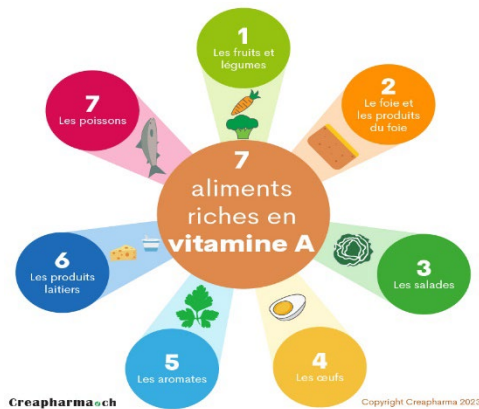 1
Les fruits et
légumes
2
Le foie et
les produits
du foie
3
Les salades
4
Les œufs
5
Les aromates
6
Les produits
laitiers
7
Les poissons
7
aliments
riches en
vitamine A
Creapharma.ch
Copyright Creapharma 2023